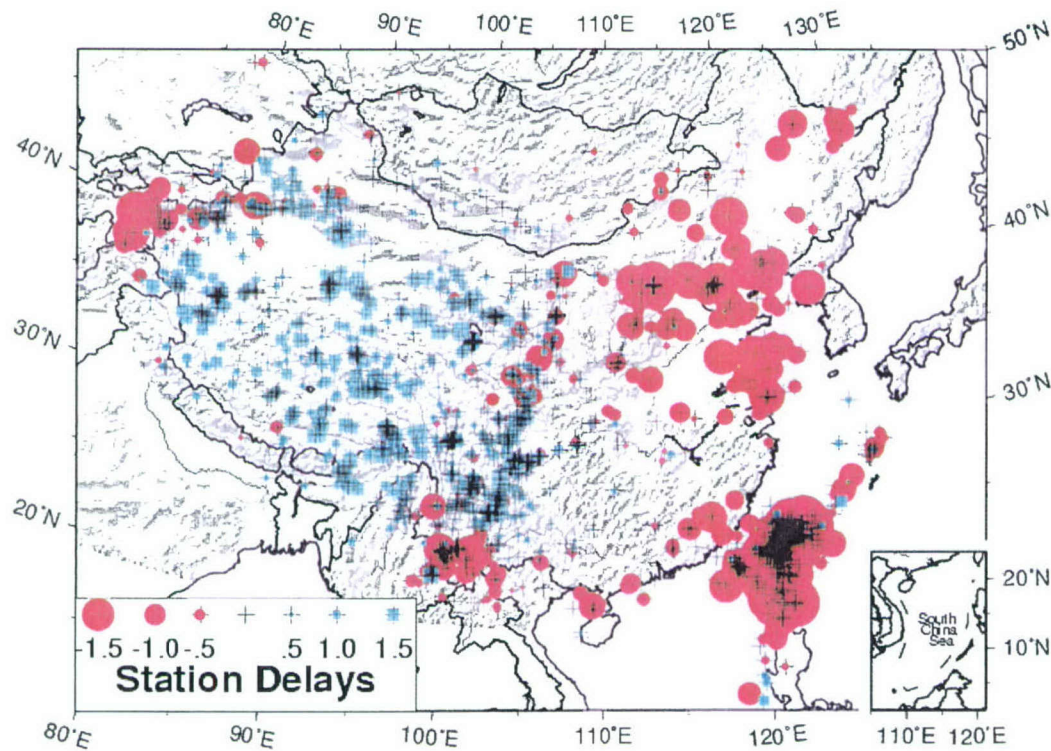 80°E 90°E 100°E 110°E 120°E 130°E
50°N
40°N
40°N
30°N
30°N
20°N
20°N
10°N
South
China
Sea
-1.5 -1.0 -.5 .5 1.0 1.5
Station Delays
80°E 90°E 100°E 110°E 120°E 110°E 120°E